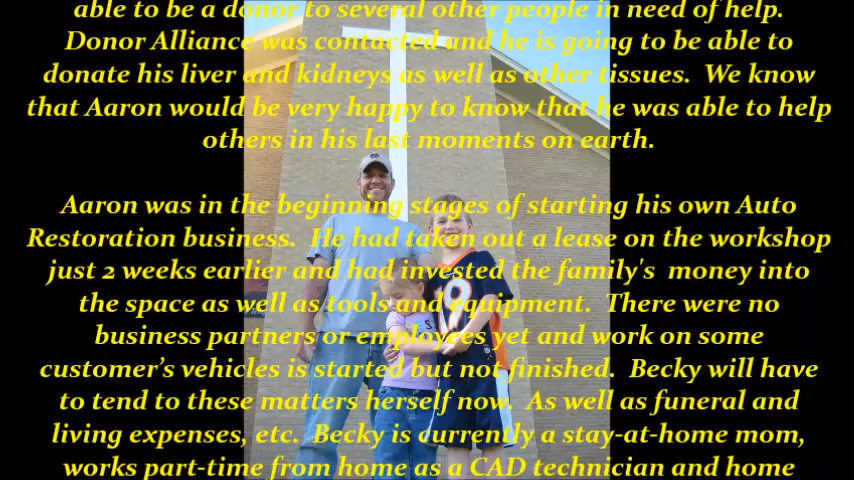 able to be a donor to several other people in need of help.
Donor Alliance was contacted and he is going to be able to
donate his liver and kidneys as well as other tissues.  We know
that Aaron would be very happy to know that he was able to help
others in his last moments on earth.

Aaron was in the beginning stages of starting his own Auto
Restoration business.  He had taken out a lease on the workshop
just 2 weeks earlier and had invested the family's  money into
the space as well as tools and equipment.  There were no
business partners or employees yet and work on some
customer’s vehicles is started but not finished.  Becky will have
to tend to these matters herself now.  As well as funeral and
living expenses, etc.  Becky is currently a stay-at-home mom,
works part-time from home as a CAD technician and home